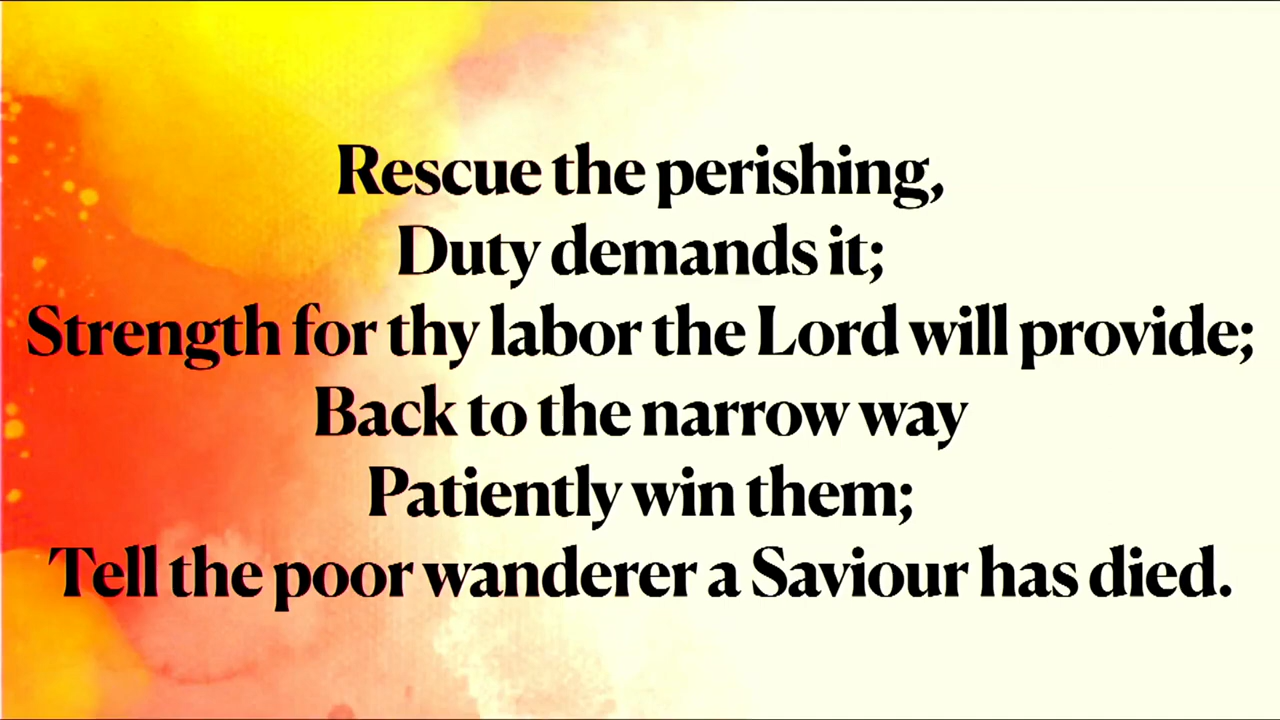 Rescue the perishing,
Duty demands it;
Strength for thy labor the Lord will provide;
Back to the narrow way
Patiently win them;
Tell the poor wanderer a Saviour has died.